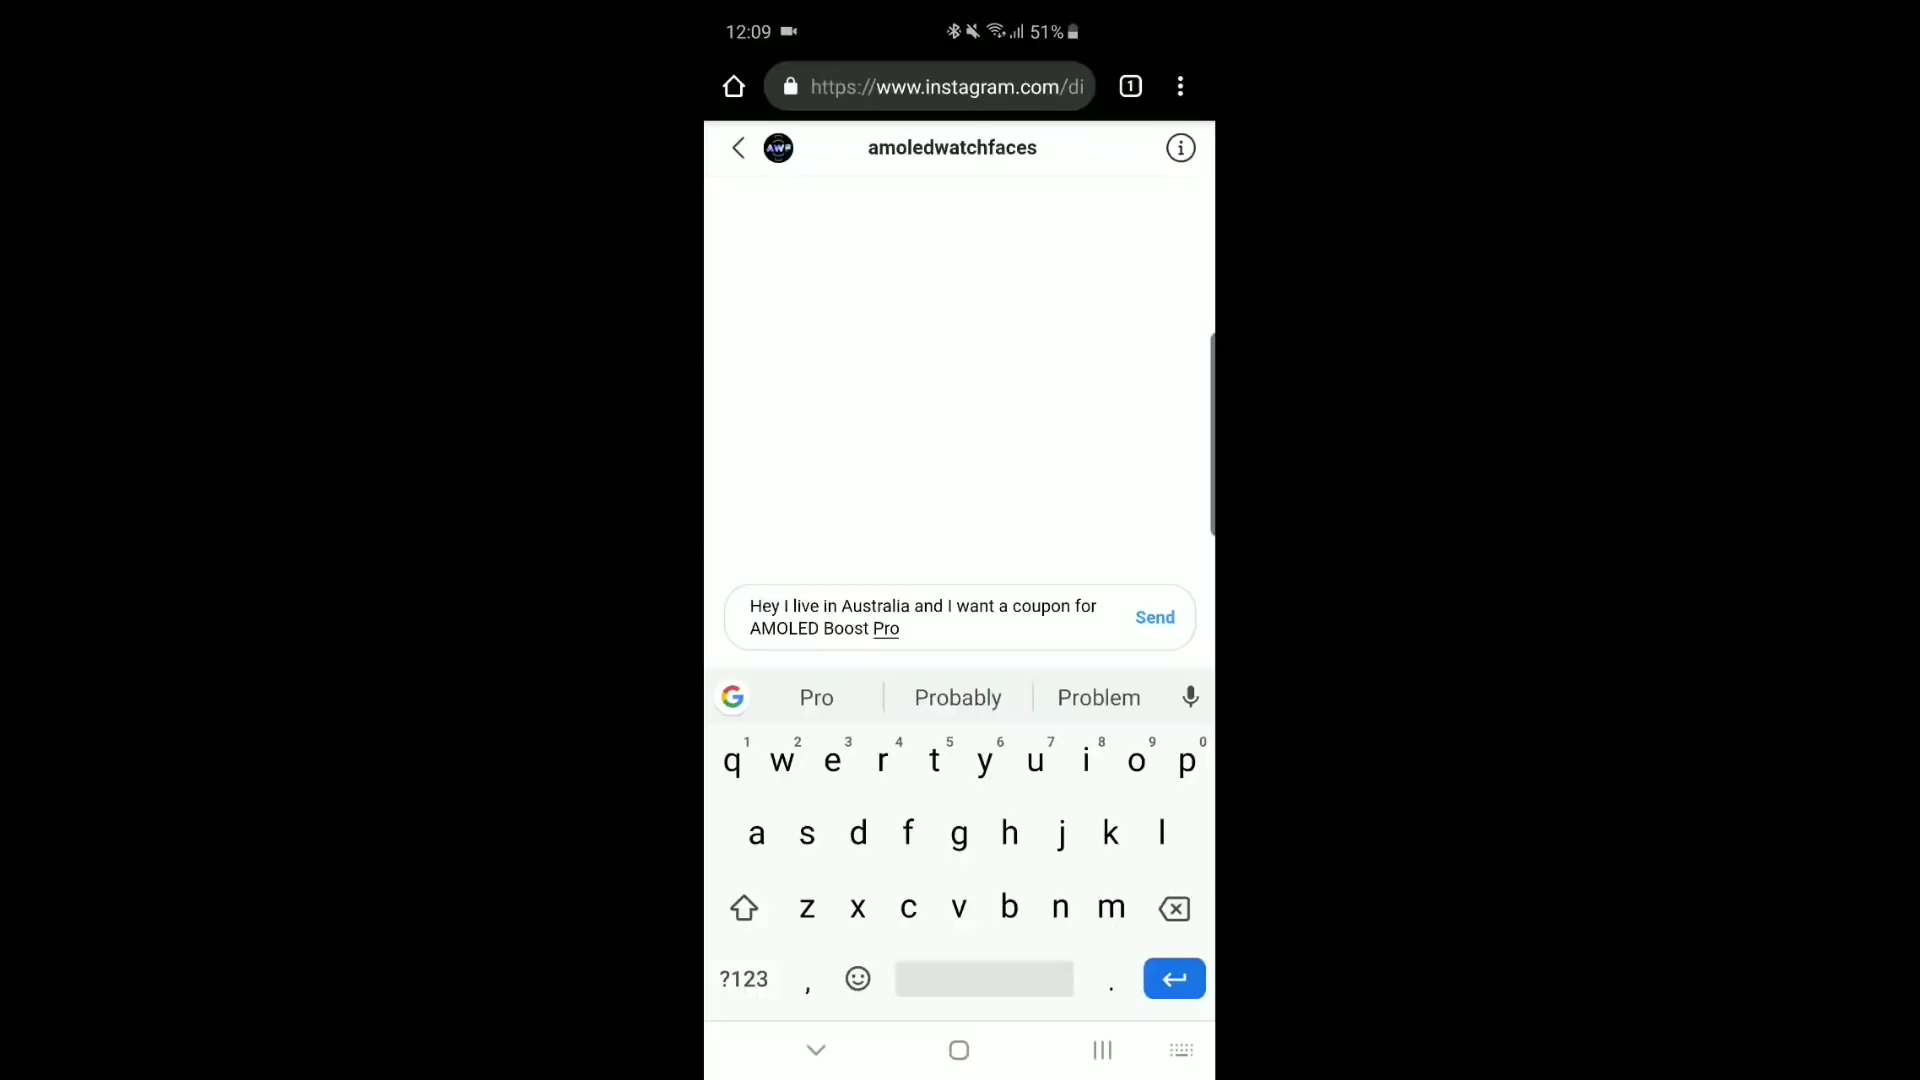 12:09 51%
https://www.instagram.com/di 1
AWF amoledwatchfaces i
Hey I live in Australia and I want a coupon for
AMOLED Boost Pro
Send
G Pro Probably Problem
1 2 3 4 5 6 7 8 9 0
q w e r t y u i o p
a s d f g h j k l
z x c v b n m
?123 , .